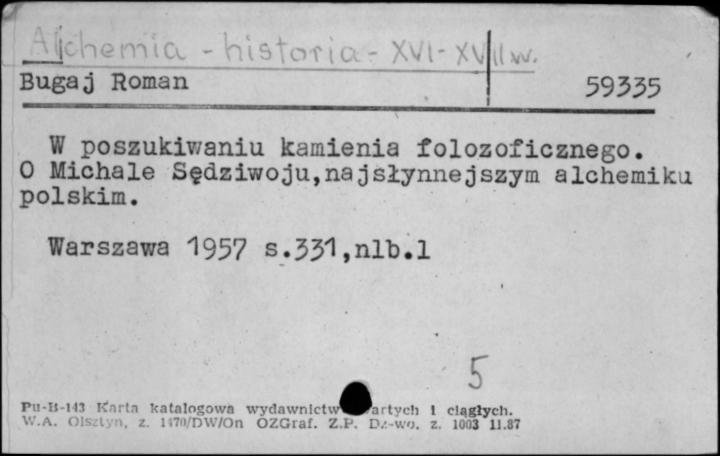 Alchemia - historia - XVI-XVII w.
Bugaj Roman 59335
W poszukiwaniu kamienia folozoficznego.
O Michale Sędziwoju,najsłynnejszym alchemiku
polskim.
Warszawa 1957 s.331,nlb.1
5
Pu-B-143 Karta katalogowa wydawnictw artych i ciągłych.
W.A. Olsztyn, z. 1470/DW/On OZGraf. Z.P. Dz-wo. z. 1003 11.87